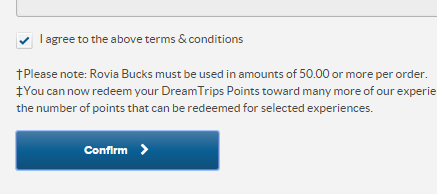 I agree to the above terms & conditions
†Please note: Rovia Bucks must be used in amounts of 50.00 or more per order.
‡You can now redeem your DreamTrips Points toward many more of our experie
the number of points that can be redeemed for selected experiences.
Confirm